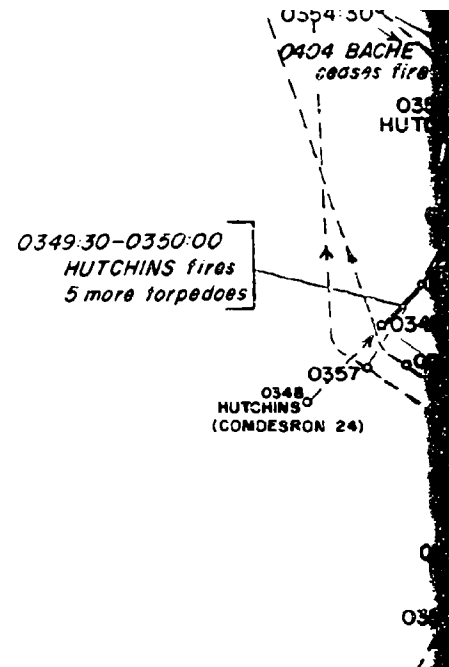 0354:30
0404 BACHE
ceases fire
HUTC
0349:30-0350:00
HUTCHINS fires
5 more torpedoes
0357
0348
HUTCHINS
(COMDESRON 24)